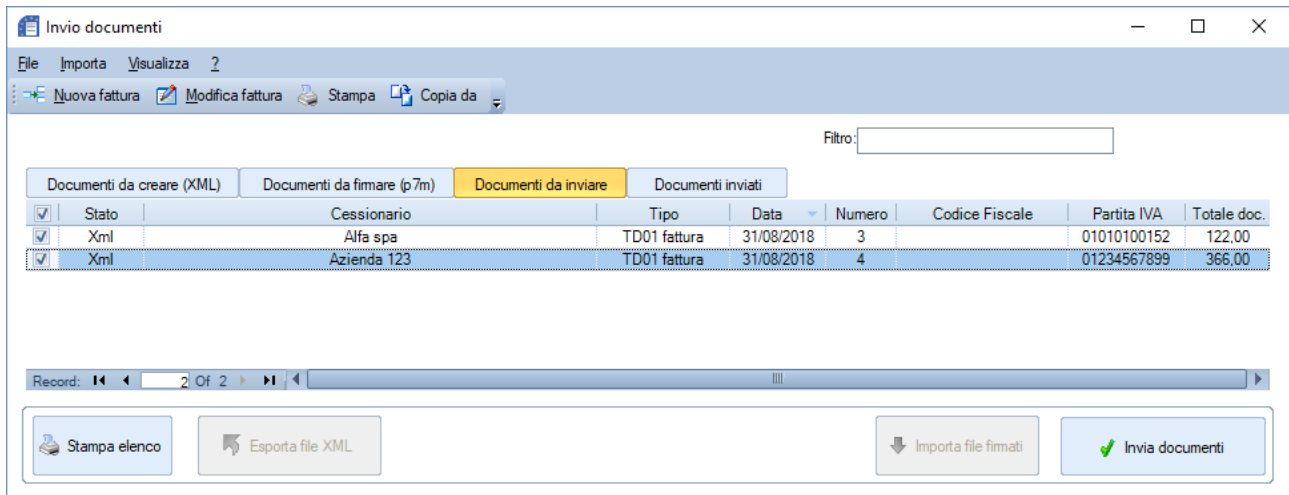 Invio documenti
File Importa Visualizza ?
Nuova fattura Modifica fattura Stampa Copia da
Filtro:
Documenti da creare (XML) Documenti da firmare (p7m) Documenti da inviare Documenti inviati
Stato Cessionario Tipo Data Numero Codice Fiscale Partita IVA Totale doc.
Xml Alfa spa TD01 fattura 31/08/2018 3 01010100152 122,00
Xml Azienda 123 TD01 fattura 31/08/2018 4 01234567899 366,00
Record: 2 Of 2
Stampa elenco Esporta file XML Importa file firmati Invia documenti